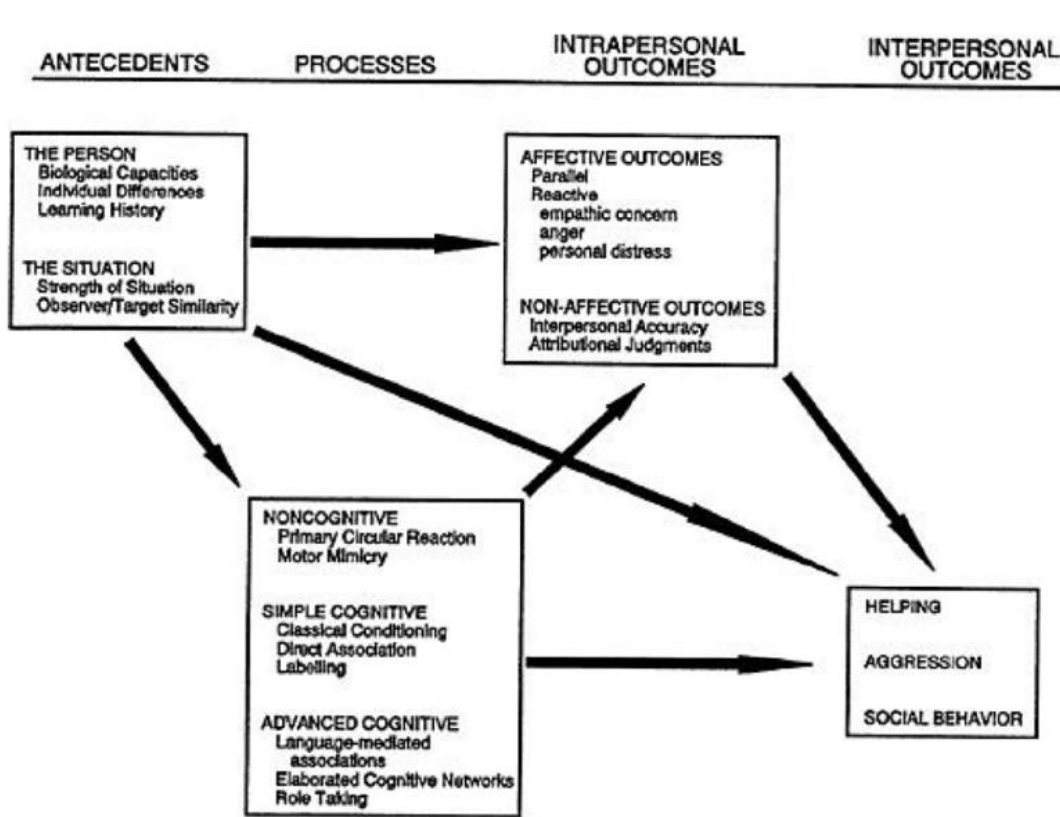 ANTECEDENTS
PROCESSES
INTRAPERSONAL
OUTCOMES
INTERPERSONAL
OUTCOMES
THE PERSON
Biological Capacities
Individual Differences
Learning History
THE SITUATION
Strength of Situation
Observer/Target Similarity
AFFECTIVE OUTCOMES
Parallel
Reactive
empathic concern
anger
personal distress
NON-AFFECTIVE OUTCOMES
Interpersonal Accuracy
Attributional Judgments
NONCOGNITIVE
Primary Circular Reaction
Motor Mimicry
SIMPLE COGNITIVE
Classical Conditioning
Direct Association
Labelling
ADVANCED COGNITIVE
Language-mediated
associations
Elaborated Cognitive Networks
Role Taking
HELPING
AGGRESSION
SOCIAL BEHAVIOR